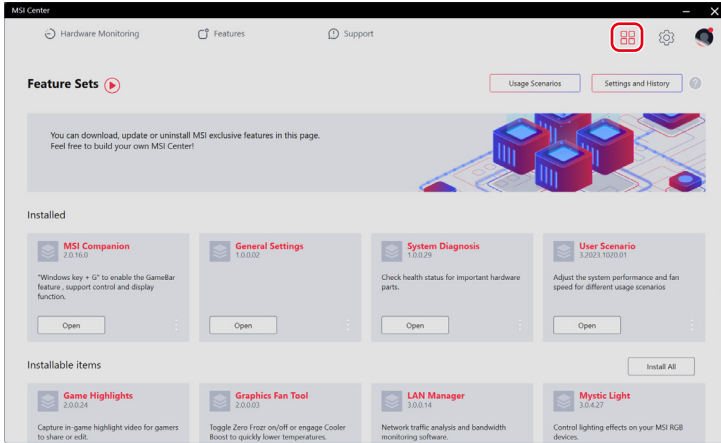 MSI Center
Hardware Monitoring
Features
Support
Feature Sets
Usage Scenarios
Settings and History
?
You can download, update or uninstall MSI exclusive features in this page.
Feel free to build your own MSI Center!
Installed
MSI Companion
2.0.16.0
"Windows key + G" to enable the GameBar
feature , support control and display
function.
Open
General Settings
1.0.0.02
Open
System Diagnosis
1.0.0.29
Check health status for important hardware
parts.
Open
User Scenario
3.2023.1020.01
Adjust the system performance and fan
speed for different usage scenarios
Open
Installable items
Install All
Game Highlights
2.0.0.24
Capture in-game highlight video for gamers
to share or edit.
Graphics Fan Tool
2.0.0.03
Toggle Zero Frozr on/off or engage Cooler
Boost to quickly lower temperatures.
LAN Manager
3.0.0.14
Network traffic analysis and bandwidth
monitoring software.
Mystic Light
3.0.4.27
Control lighting effects on your MSI RGB
devices.